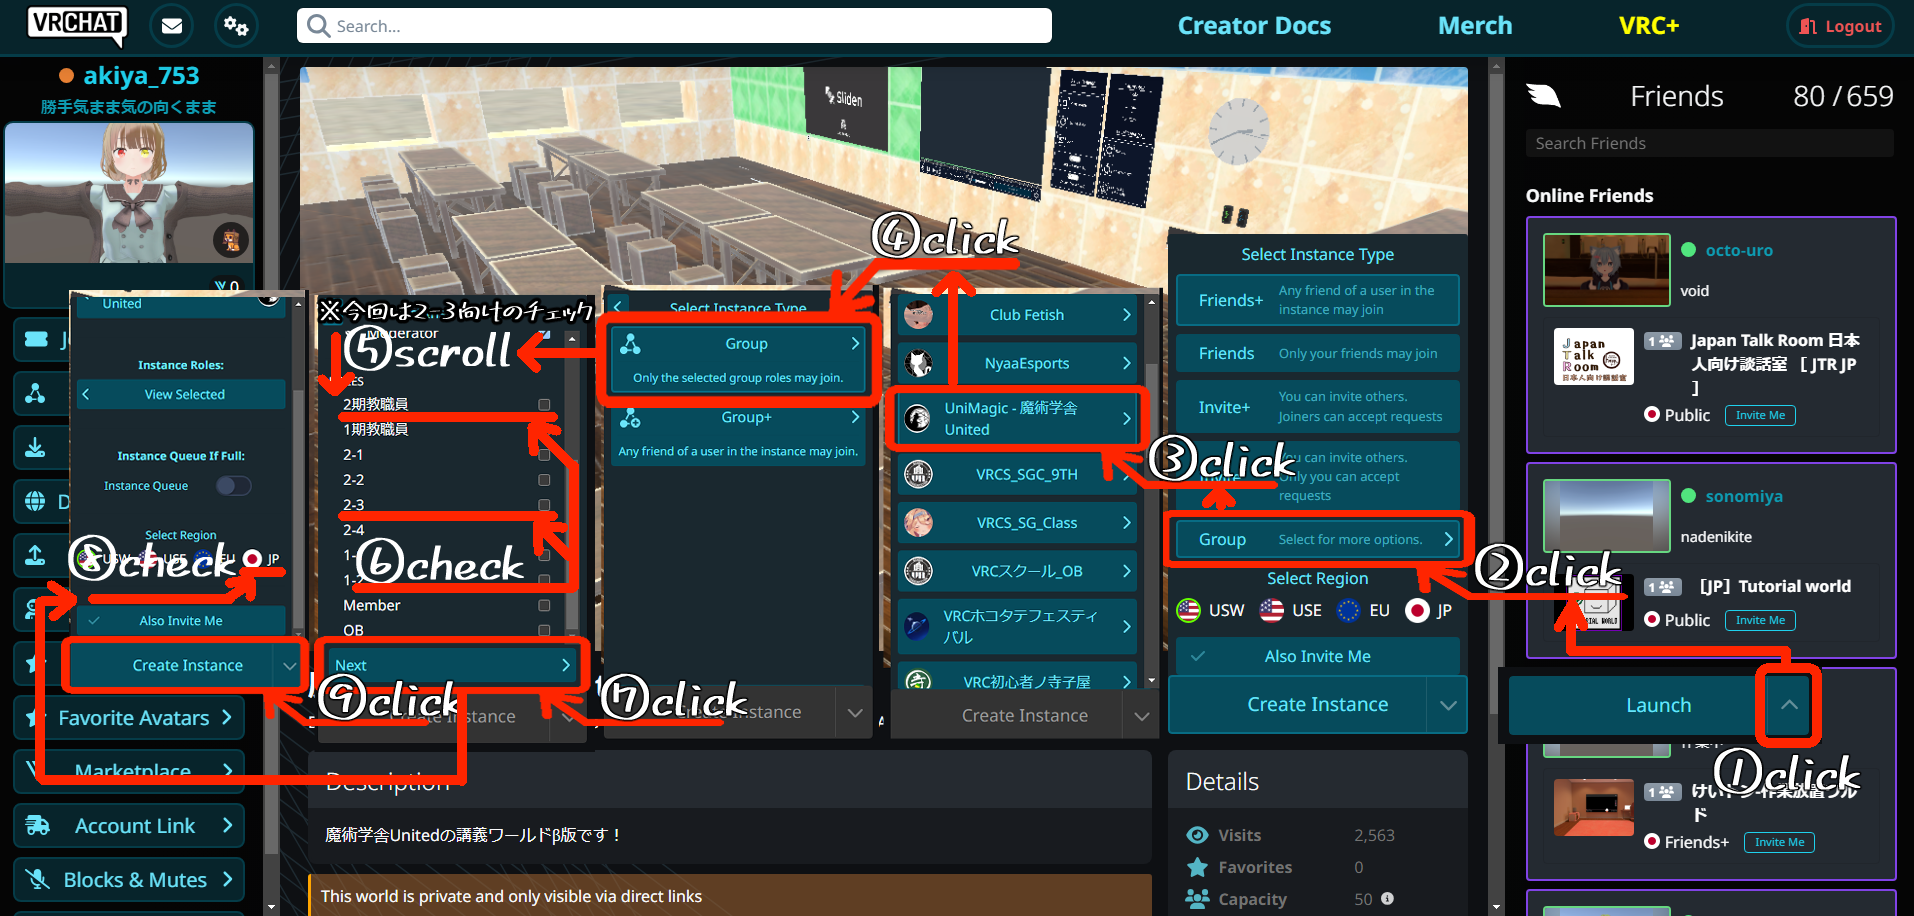 VRCHAT
Search...
Creator Docs
Merch
VRC+
Logout
akiya_753
勝手気まま気の向くまま
Sliden
United
Instance Roles:
View Selected
Instance Queue If Full:
Instance Queue
Select Region
USW
USE
EU
JP
⑧check
Also Invite Me
Create Instance
⑨click
Favorite Avatars
Marketplace
Account Link
Blocks & Mutes
※今回は2-3向けのチェック
Moderator
⑤scroll
2期教職員
1期教職員
2-1
2-2
2-3
2-4
⑥check
Member
OB
Next
Create Instance
⑦click
④click
Select Instance Type
Group
Only the selected group roles may join.
Group+
Any friend of a user in the instance may join.
Create Instance
Club Fetish
NyaaEsports
UniMagic - 魔術学舎
United
③click
VRCS_SGC_9TH
VRCS_SG_Class
VRCスクール_OB
VRCホコタテフェスティ
バル
VRC初心者ノ寺子屋
Create Instance
Select Instance Type
Friends+
Any friend of a user in the
instance may join
Friends
Only your friends may join
Invite+
You can invite others.
Joiners can accept requests
Invite
You can invite others.
Only you can accept
requests
Group
Select for more options.
②click
Select Region
USW
USE
EU
JP
Also Invite Me
Create Instance
Description
魔術学舎Unitedの講義ワールドβ版です！
This world is private and only visible via direct links
Details
Visits
2,563
Favorites
0
Capacity
50
Friends
80 / 659
Search Friends
Online Friends
octo-uro
void
Japan
Talk
Room
日本人向け談話室
1
Japan Talk Room 日本
人向け談話室 ［ JTR JP
］
Public
Invite Me
sonomiya
nadenikite
1
［JP］Tutorial world
Public
Invite Me
Launch
①click
1
Friends+
Invite Me